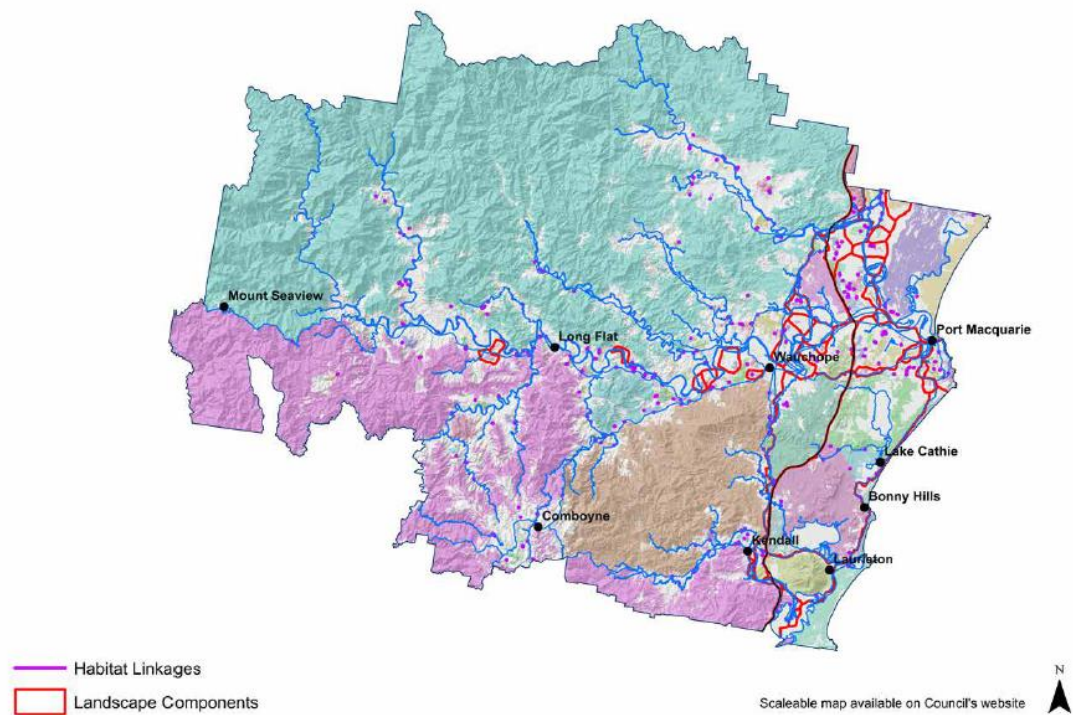 Mount Seaview
Long Flat
Port Macquarie
Wauchope
Lake Cathie
Bonny Hills
Comboyne
Kendall
Laurieton
Habitat Linkages
Landscape Components
Scaleable map available on Council's website
N